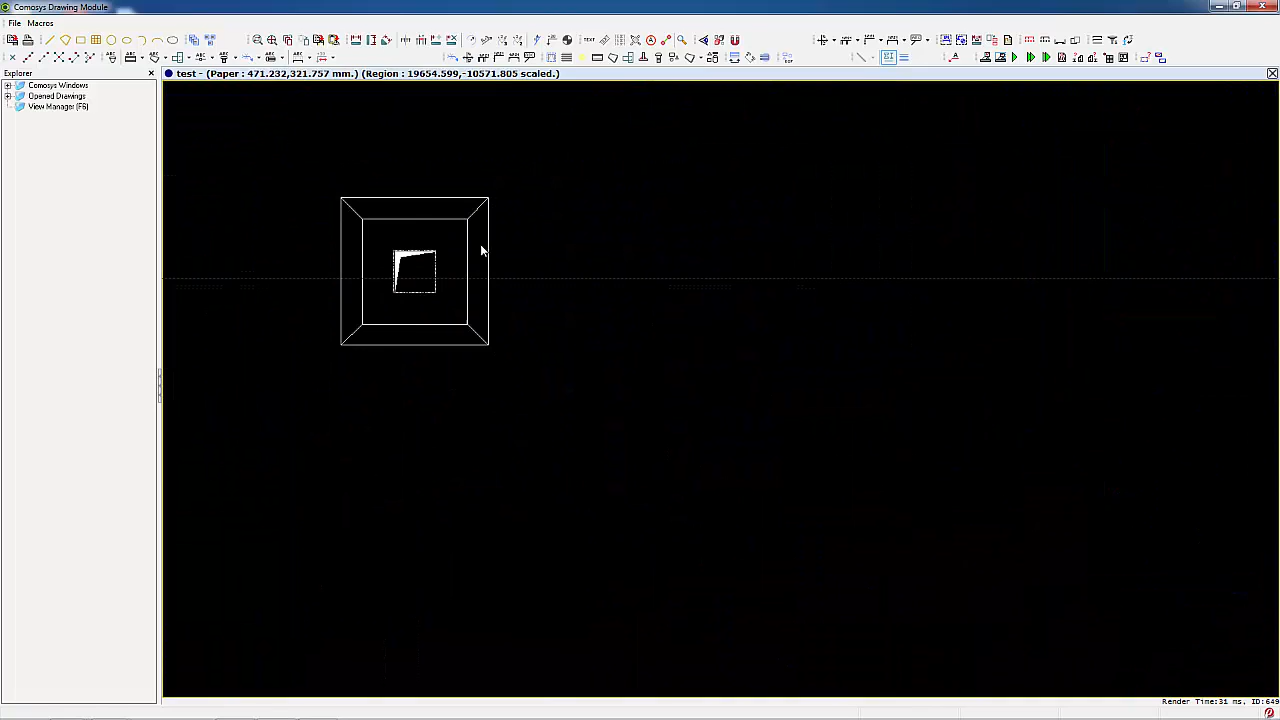 Comosys Drawing Module
File Macros
Explorer
test - (Paper : 471.232,321.757 mm.) (Region : 19654.599,-10571.805 scaled.)
Comosys Windows
Opened Drawings
View Manager (F6)
TEXT
Render Time:31 ms, ID:649